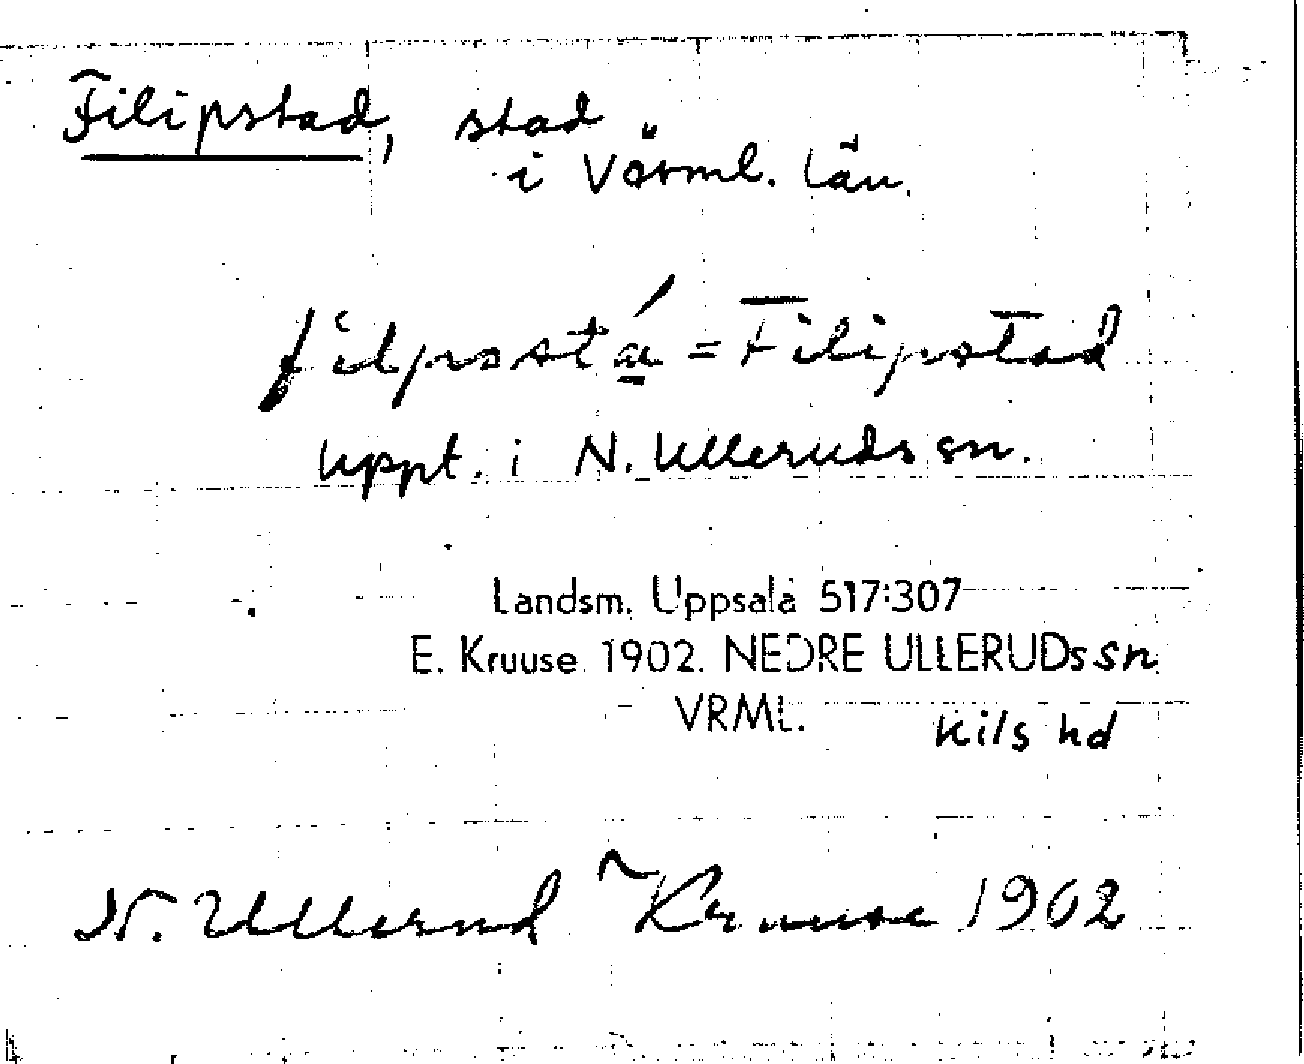 Filipstad, stad
i Värml. län.
filpsstá = Filipstad
uppt. i N. Ulleruds sn.
Landsm. Uppsala 517:307
E. Kruuse 1902. NEDRE ULLERUDs sn
VRML.
Kils hd
N. Ullerud Kruuse 1902